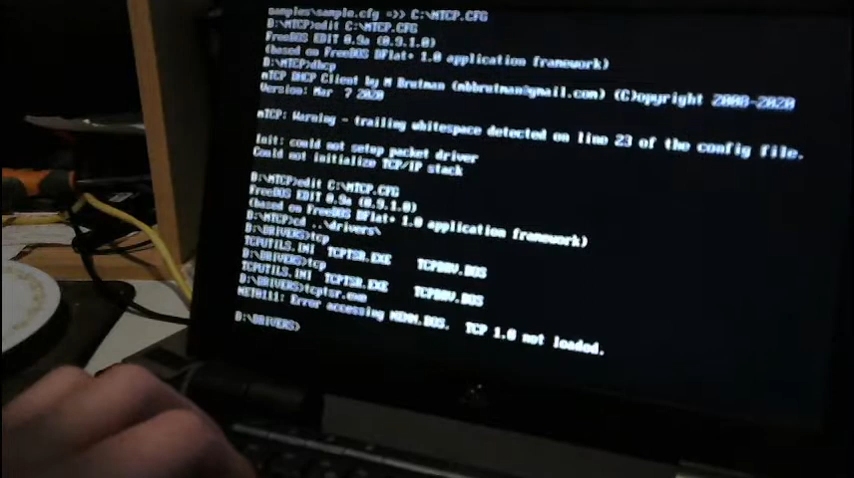 samples\sample.cfg =>> C:\MTCP.CFG
D:\MTCP>edit C:\MTCP.CFG
FreeDOS EDIT 0.9a (0.9.1.0)
(based on FreeDOS DFlat+ 1.0 application framework)
D:\MTCP>dhcp
mTCP DHCP Client by M Brutman (mbbrutman@gmail.com) (C)opyright 2008-2020
Version: Mar  7 2020
mTCP: Warning - trailing whitespace detected on line 23 of the config file.
Init: could not setup packet driver
Could not initialize TCP/IP stack
D:\MTCP>edit C:\MTCP.CFG
FreeDOS EDIT 0.9a (0.9.1.0)
(based on FreeDOS DFlat+ 1.0 application framework)
D:\MTCP>cd ..\drivers\
D:\DRIVERS>tcp
TCPUTILS.INI TCPTSR.EXE TCPDRV.DOS
D:\DRIVERS>tcp
TCPUTILS.INI TCPTSR.EXE TCPDRV.DOS
D:\DRIVERS>tcptsr.exe
NET0111: Error accessing NEMM.DOS. TCP 1.0 not loaded.
D:\DRIVERS>